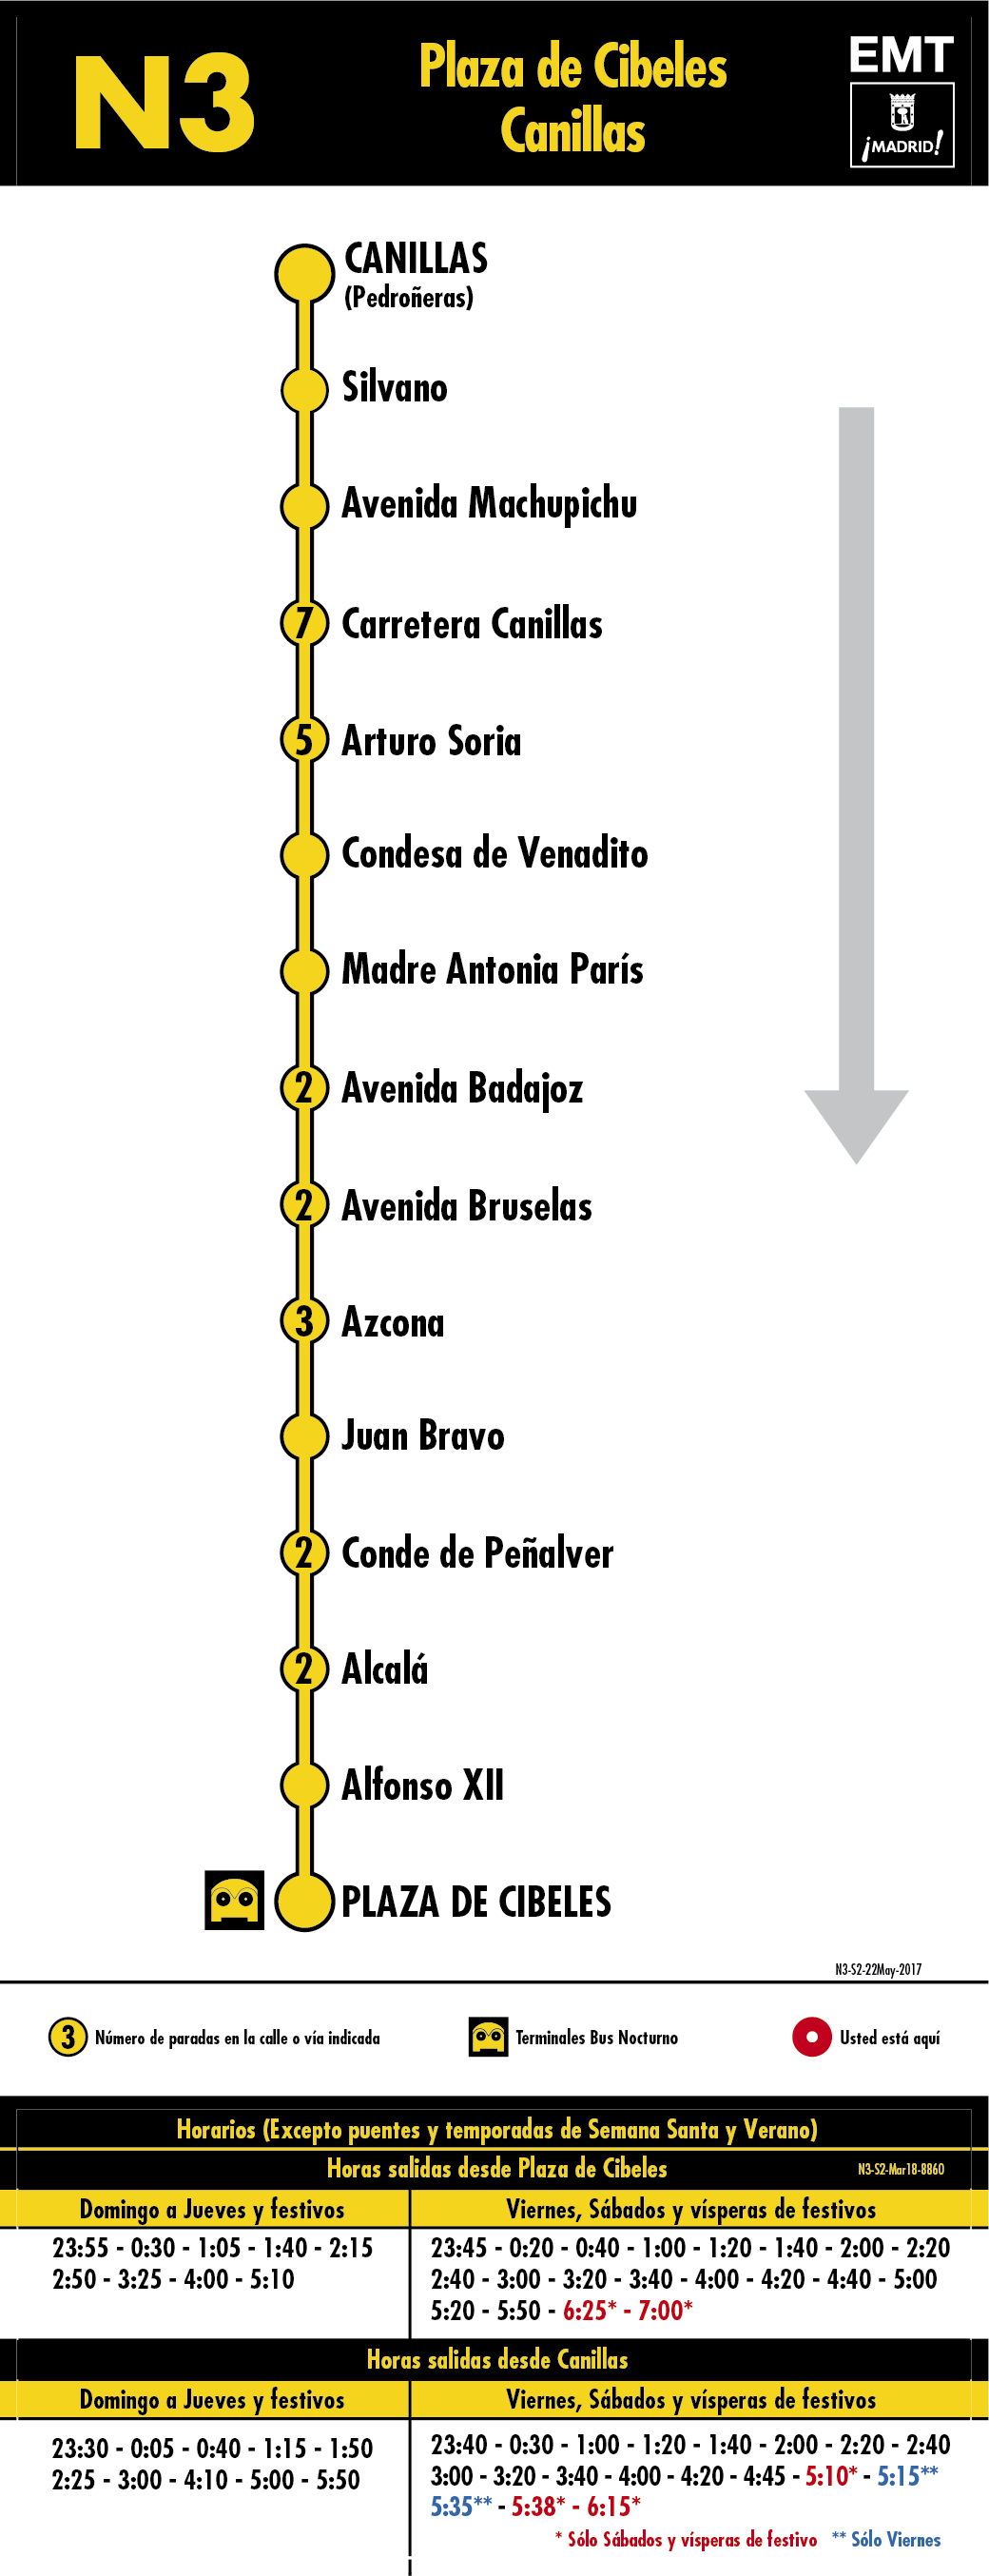 N3
Plaza de Cibeles
Canillas
EMT
¡MADRID!
CANILLAS
(Pedroñeras)
Silvano
Avenida Machupichu
7 Carretera Canillas
5 Arturo Soria
Condesa de Venadito
Madre Antonia París
2 Avenida Badajoz
2 Avenida Bruselas
3 Azcona
Juan Bravo
2 Conde de Peñalver
2 Alcalá
Alfonso XII
PLAZA DE CIBELES
N3-S2-22May-2017
3 Número de paradas en la calle o vía indicada
Terminales Bus Nocturno
Usted está aquí
Horarios (Excepto puentes y temporadas de Semana Santa y Verano)
Horas salidas desde Plaza de Cibeles
N3-S2-Mar18-8860
Domingo a Jueves y festivos
23:55 - 0:30 - 1:05 - 1:40 - 2:15
2:50 - 3:25 - 4:00 - 5:10
Viernes, Sábados y vísperas de festivos
23:45 - 0:20 - 0:40 - 1:00 - 1:20 - 1:40 - 2:00 - 2:20
2:40 - 3:00 - 3:20 - 3:40 - 4:00 - 4:20 - 4:40 - 5:00
5:20 - 5:50 - 6:25* - 7:00*
Horas salidas desde Canillas
Domingo a Jueves y festivos
23:30 - 0:05 - 0:40 - 1:15 - 1:50
2:25 - 3:00 - 4:10 - 5:00 - 5:50
Viernes, Sábados y vísperas de festivos
23:40 - 0:30 - 1:00 - 1:20 - 1:40 - 2:00 - 2:20 - 2:40
3:00 - 3:20 - 3:40 - 4:00 - 4:20 - 4:45 - 5:10* - 5:15**
5:35** - 5:38* - 6:15*
* Sólo Sábados y vísperas de festivo ** Sólo Viernes